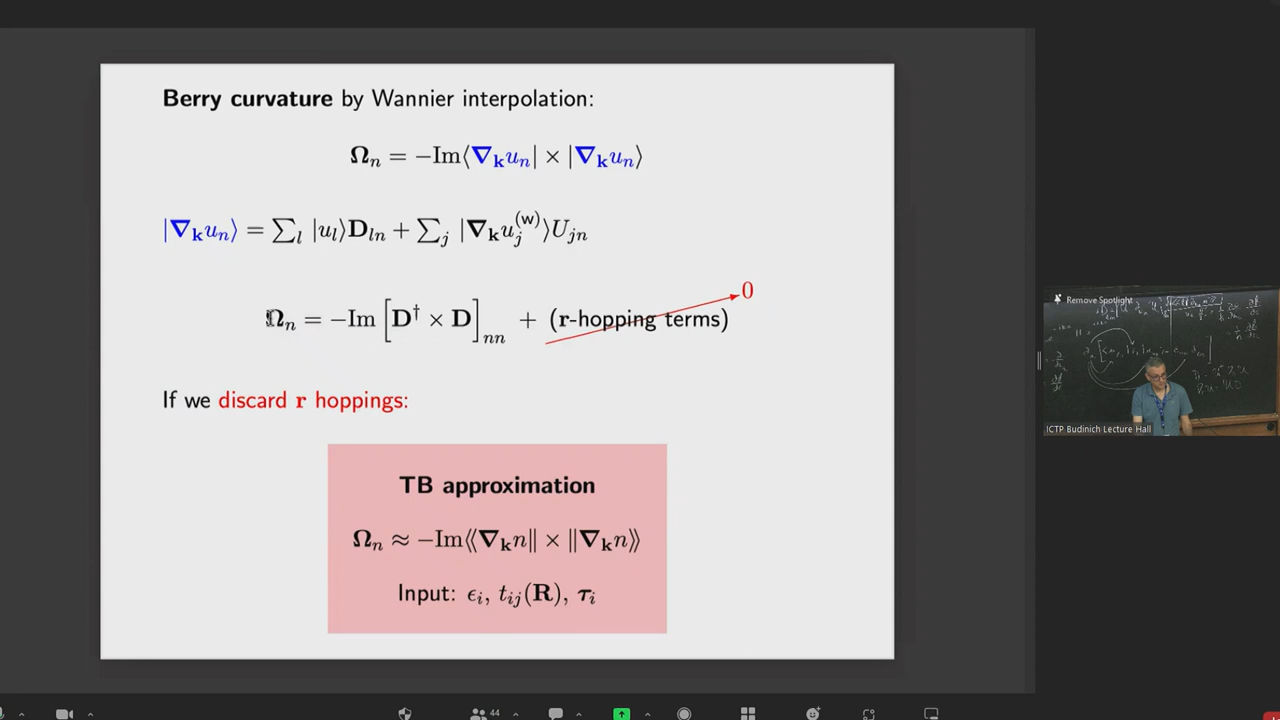 Berry curvature by Wannier interpolation:
Ωₙ = −Im⟨∇ₖuₙ| × |∇ₖuₙ⟩
|∇ₖuₙ⟩ = ∑ₗ |uₗ⟩Dₗₙ + ∑ⱼ |∇ₖuⱼ⁽ʷ⁾⟩Uⱼₙ
Ωₙ = −Im [D† × D]ₙₙ + (r-hopping terms) 0
If we discard r hoppings:
TB approximation
Ωₙ ≈ −Im⟪∇ₖn‖ × ‖∇ₖn⟫
Input: ϵᵢ, tᵢⱼ(R), τᵢ
Remove Spotlight
ICTP Budinich Lecture Hall
44